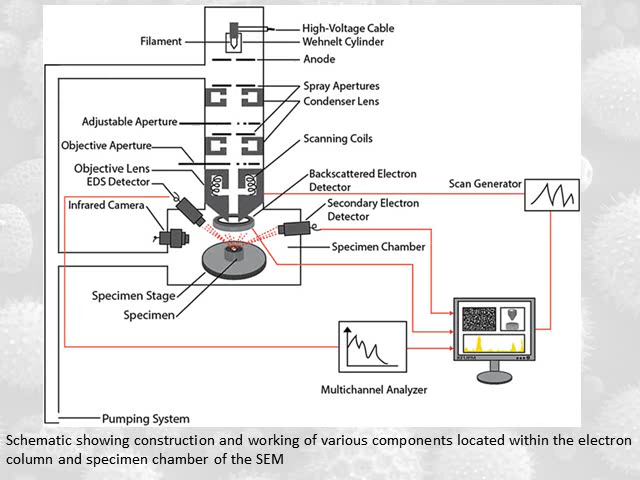 High-Voltage Cable
Filament
Wehnelt Cylinder
Anode
Spray Apertures
Condenser Lens
Adjustable Aperture
Scanning Coils
Objective Aperture
Objective Lens
Backscattered Electron
Detector
EDS Detector
Scan Generator
Infrared Camera
Secondary Electron
Detector
Specimen Chamber
Specimen Stage
Specimen
Multichannel Analyzer
Pumping System
Schematic showing construction and working of various components located within the electron
column and specimen chamber of the SEM